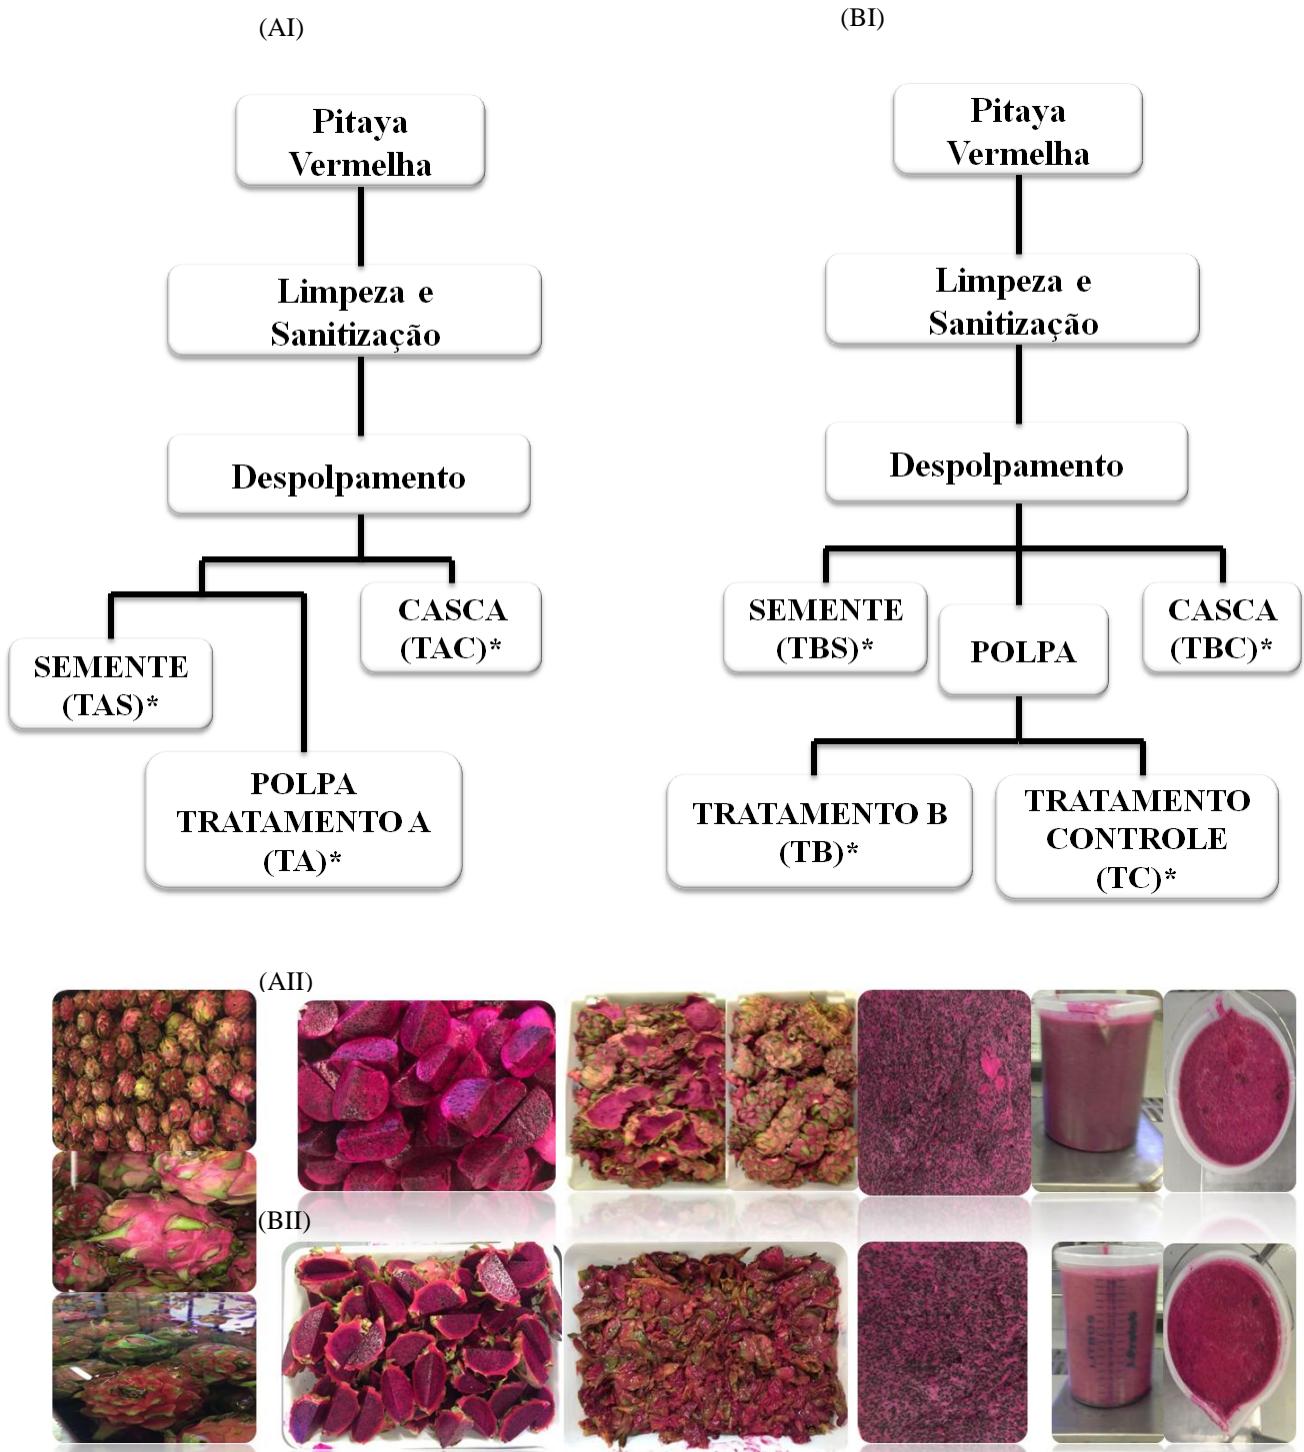 (AI)
Pitaya
Vermelha
Limpeza e
Sanitização
Despolpamento
CASCA
(TAC)*
SEMENTE
(TAS)*
POLPA
TRATAMENTO A
(TA)*
(BI)
Pitaya
Vermelha
Limpeza e
Sanitização
Despolpamento
SEMENTE
(TBS)*
POLPA
CASCA
(TBC)*
TRATAMENTO B
(TB)*
TRATAMENTO
CONTROLE
(TC)*
(AII)
(BII)